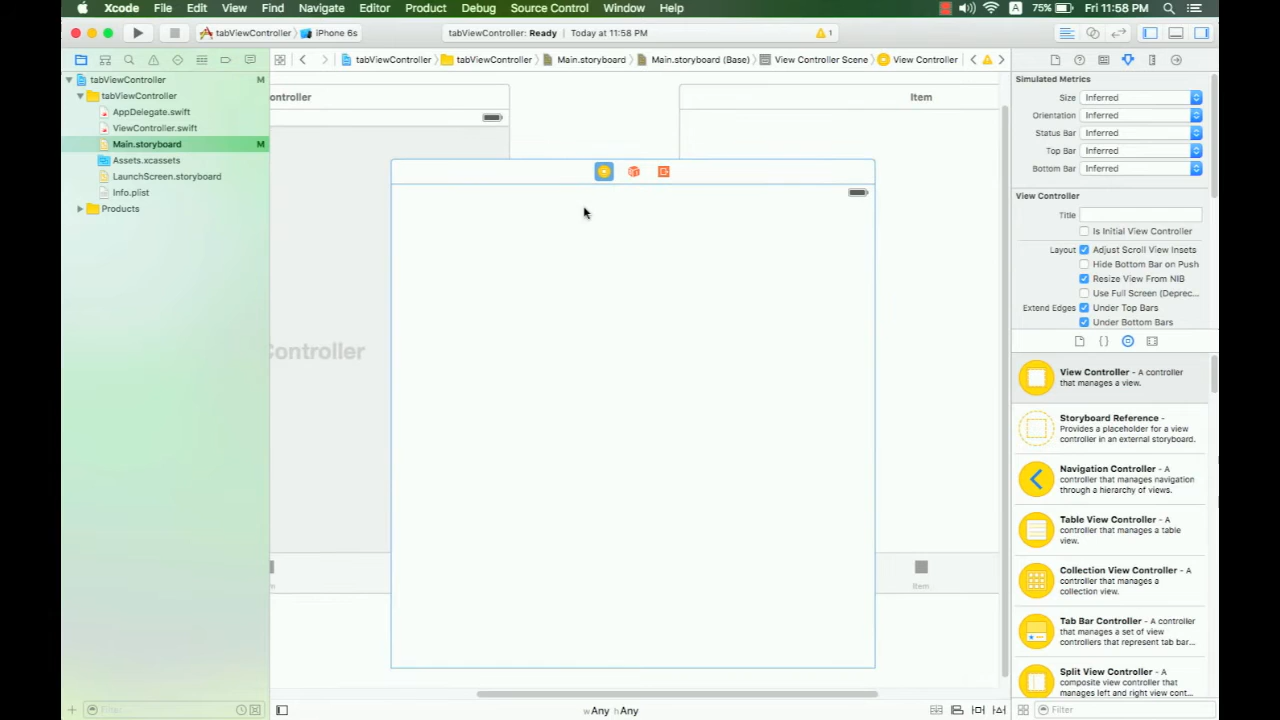 Xcode File Edit View Find Navigate Editor Product Debug Source Control Window Help A 75% Fri 11:58 PM
tabViewController iPhone 6s tabViewController: Ready Today at 11:58 PM 1
tabViewController tabViewController Main.storyboard Main.storyboard (Base) View Controller Scene View Controller
tabViewController M
tabViewController
AppDelegate.swift
ViewController.swift
Main.storyboard M
Assets.xcassets
LaunchScreen.storyboard
Info.plist
Products
Filter
ontroller
Item
Controller
Item
wAny hAny
Simulated Metrics
Size Inferred
Orientation Inferred
Status Bar Inferred
Top Bar Inferred
Bottom Bar Inferred
View Controller
Title
Is Initial View Controller
Layout Adjust Scroll View Insets
Hide Bottom Bar on Push
Resize View From NIB
Use Full Screen (Deprec...
Extend Edges Under Top Bars
Under Bottom Bars
{}
View Controller - A controller
that manages a view.
Storyboard Reference -
Provides a placeholder for a view
controller in an external storyboard.
Navigation Controller - A
controller that manages navigation
through a hierarchy of views.
Table View Controller - A
controller that manages a table
view.
Collection View Controller - A
controller that manages a
collection view.
Tab Bar Controller - A controller
that manages a set of view
controllers that represent tab bar...
Split View Controller - A
composite view controller that
manages left and right view cont...
Filter